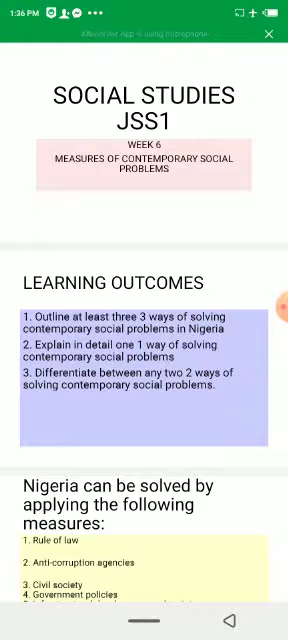 1:36 PM
SOCIAL STUDIES
JSS1
WEEK 6
MEASURES OF CONTEMPORARY SOCIAL
PROBLEMS
LEARNING OUTCOMES
1. Outline at least three 3 ways of solving
contemporary social problems in Nigeria
2. Explain in detail one 1 way of solving
contemporary social problems
3. Differentiate between any two 2 ways of
solving contemporary social problems.
Nigeria can be solved by
applying the following
measures:
1. Rule of law
2. Anti-corruption agencies
3. Civil society
4. Government policies